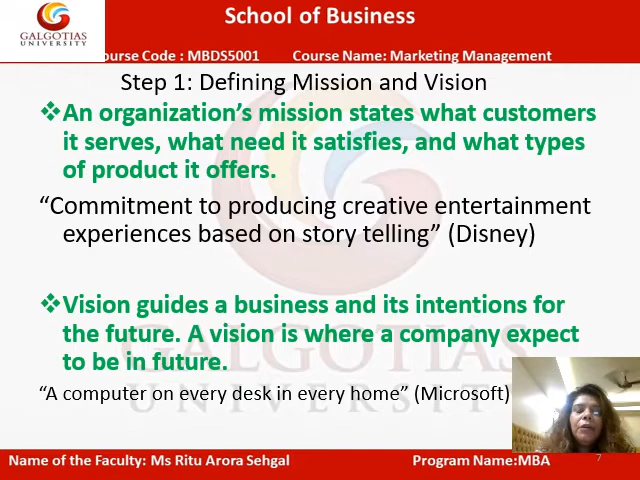 GALGOTIAS
UNIVERSITY
School of Business
ourse Code : MBDS5001 Course Name: Marketing Management
Step 1: Defining Mission and Vision
❖An organization’s mission states what customers
it serves, what need it satisfies, and what types
of product it offers.
“Commitment to producing creative entertainment
experiences based on story telling” (Disney)
❖Vision guides a business and its intentions for
the future. A vision is where a company expect
to be in future.
“A computer on every desk in every home” (Microsoft)
GALGOTIAS
UNIVERSITY
Name of the Faculty: Ms Ritu Arora Sehgal Program Name:MBA 7